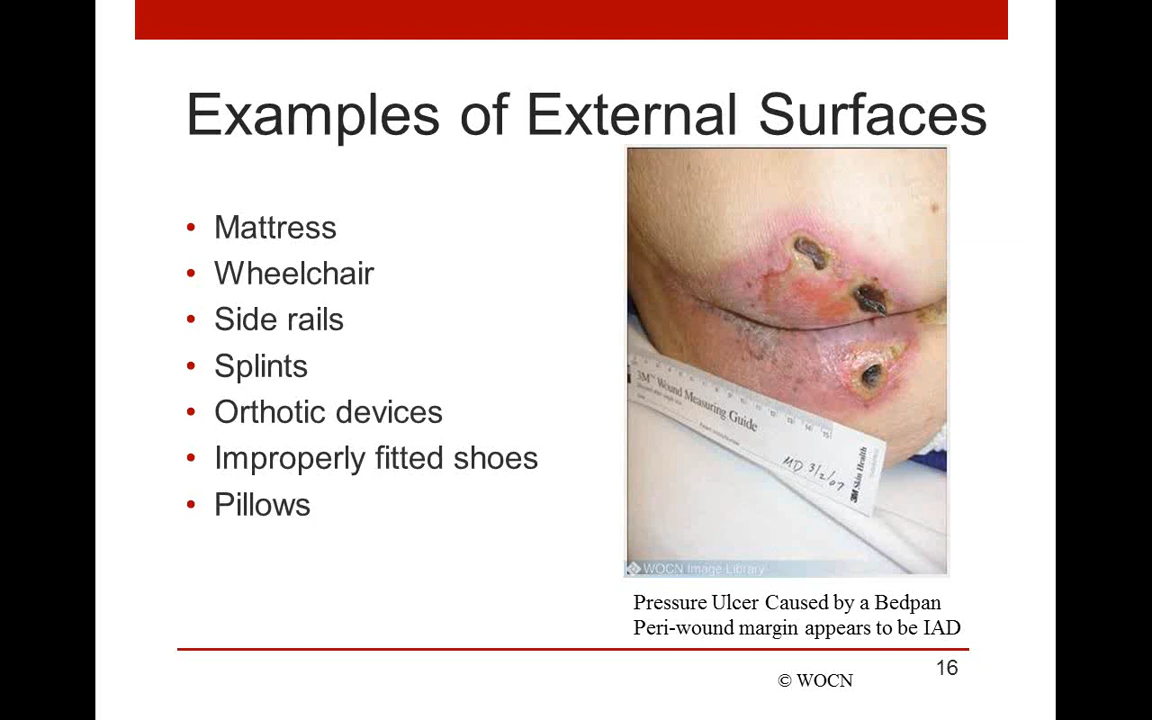 Examples of External Surfaces
• Mattress
• Wheelchair
• Side rails
• Splints
• Orthotic devices
• Improperly fitted shoes
• Pillows
3M™ Wound Measuring Guide
MD 3/2/07
3M Skin Health
WOCN Image Library
Pressure Ulcer Caused by a Bedpan
Peri-wound margin appears to be IAD
16
© WOCN